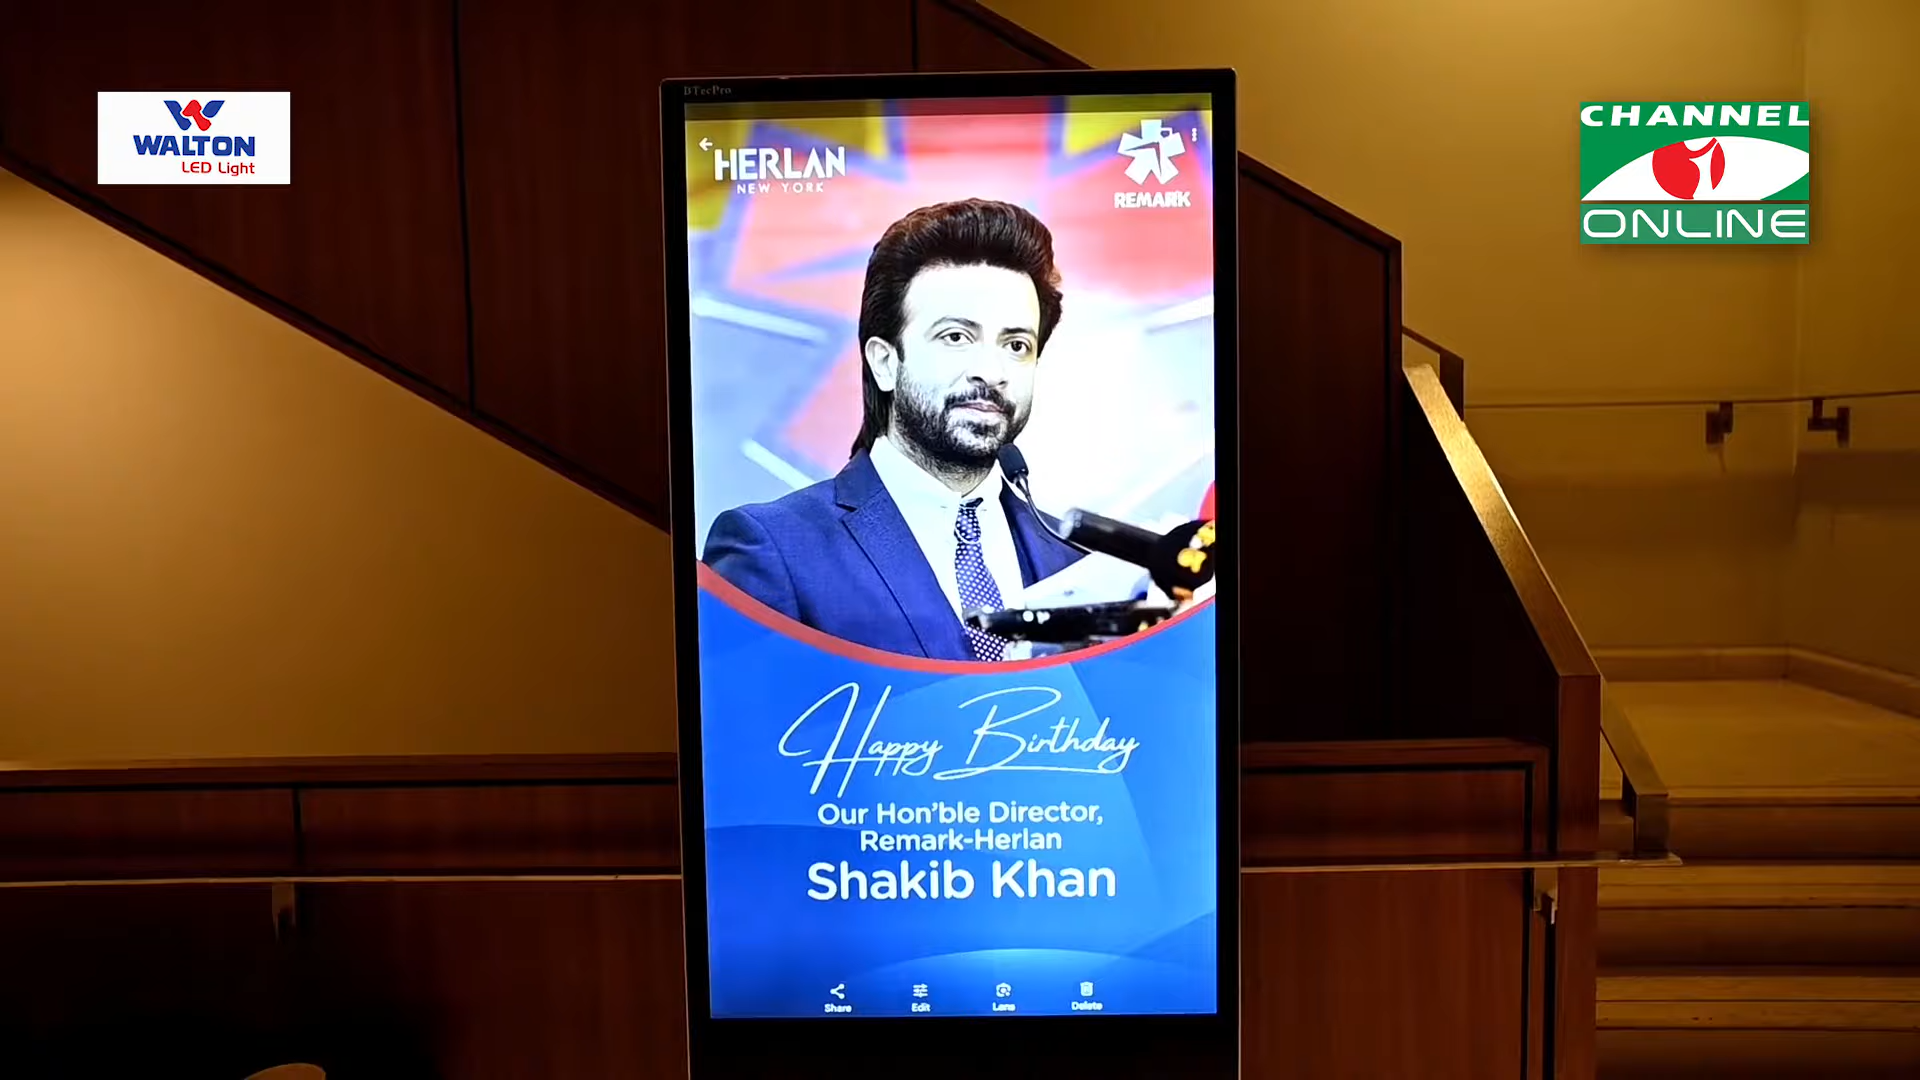 WALTON
LED Light
CHANNEL
ONLINE
BTecPro
HERLAN
NEW YORK
REMARK
Happy Birthday
Our Hon'ble Director,
Remark-Herlan
Shakib Khan
Share
Edit
Lens
Delete